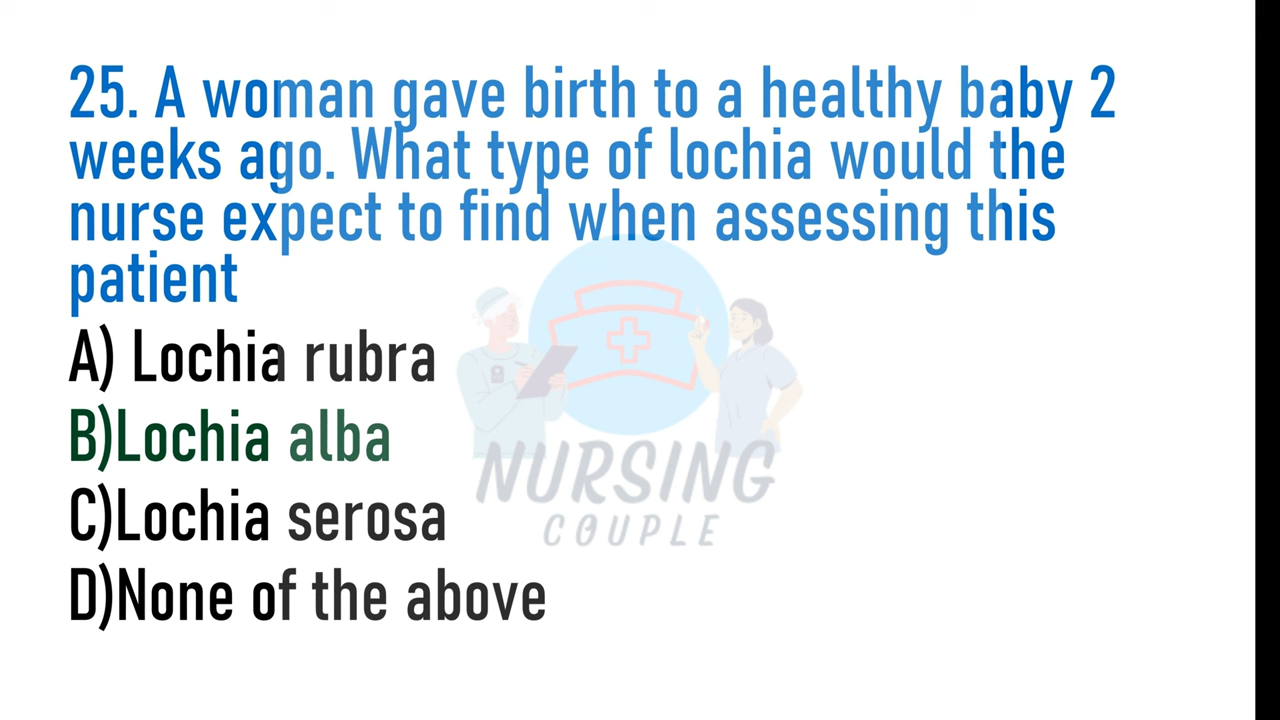 25. A woman gave birth to a healthy baby 2
weeks ago. What type of lochia would the
nurse expect to find when assessing this
patient
A) Lochia rubra
B)Lochia alba
C)Lochia serosa
D)None of the above
NURSING
COUPLE